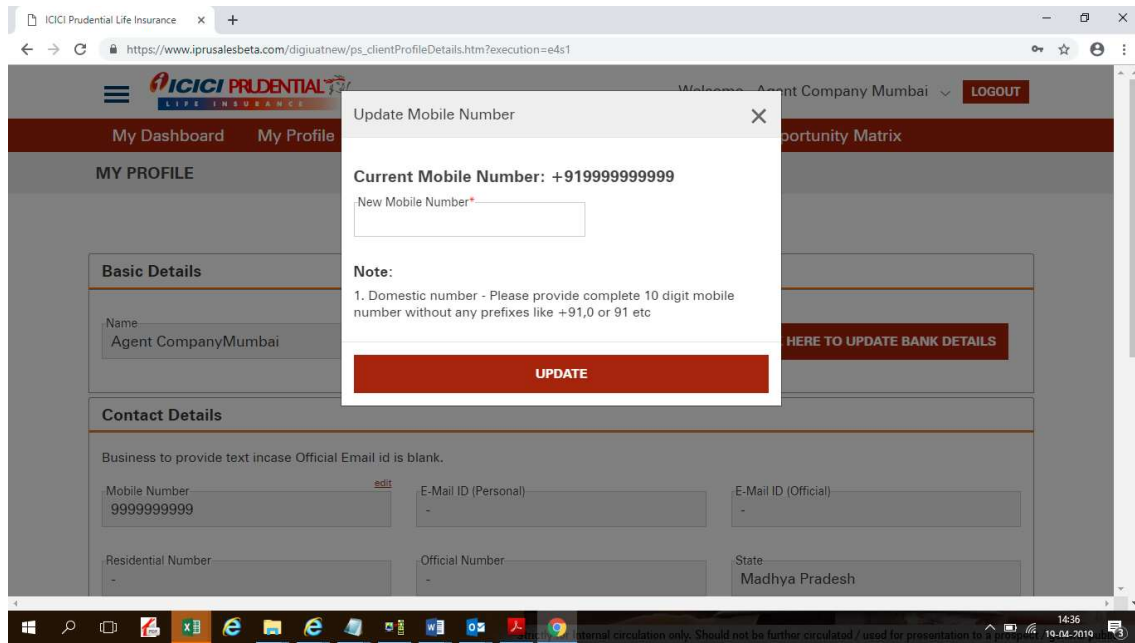 ICICI Prudential Life Insurance
https://www.iprusalesbeta.com/digiuatnew/ps_clientProfileDetails.htm?execution=e4s1
ICICI PRUDENTIAL
LIFE INSURANCE
Agent Company Mumbai
LOGOUT
My Dashboard My Profile Matrix
MY PROFILE
Update Mobile Number
Current Mobile Number: +919999999999
New Mobile Number*
Note:
1. Domestic number - Please provide complete 10 digit mobile
number without any prefixes like +91,0 or 91 etc
UPDATE
Basic Details
Name
Agent CompanyMumbai
HERE TO UPDATE BANK DETAILS
Contact Details
Business to provide text incase Official Email id is blank.
Mobile Number edit
9999999999
E-Mail ID (Personal)
-
E-Mail ID (Official)
-
Residential Number
-
Official Number
-
State
Madhya Pradesh
internal circulation only. Should not be further circulated / used for presentation to a
14:36
19-04-2019